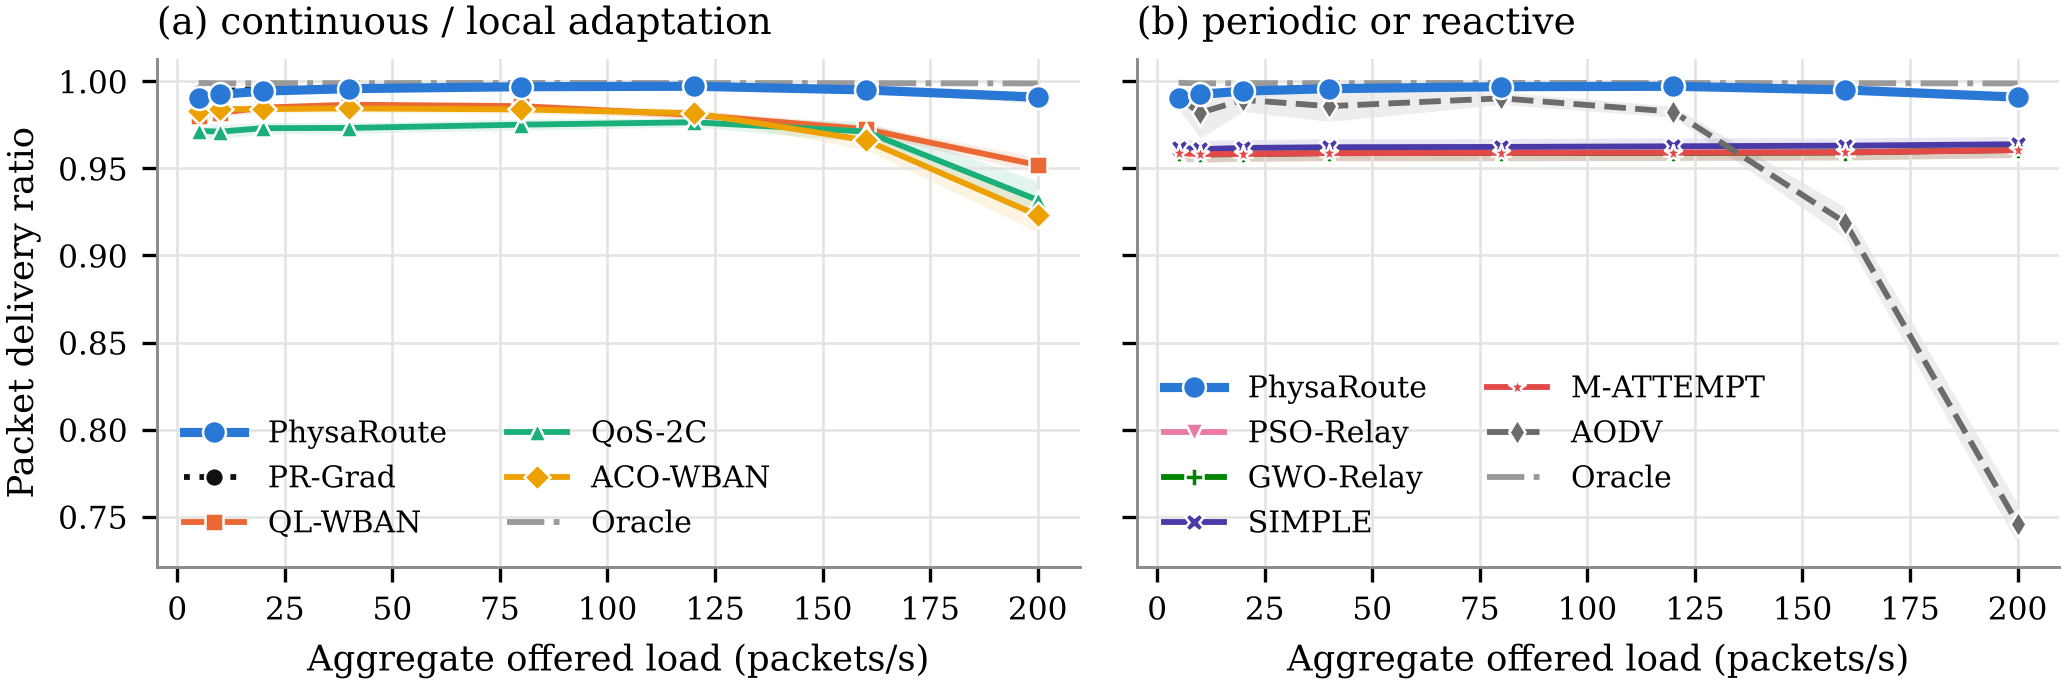 (a) continuous / local adaptation
Packet delivery ratio
1.00
0.95
0.90
0.85
0.80
0.75
PhysaRoute
PR-Grad
QL-WBAN
QoS-2C
ACO-WBAN
Oracle
0 25 50 75 100 125 150 175 200
Aggregate offered load (packets/s)
(b) periodic or reactive
PhysaRoute
PSO-Relay
GWO-Relay
SIMPLE
M-ATTEMPT
AODV
Oracle
0 25 50 75 100 125 150 175 200
Aggregate offered load (packets/s)